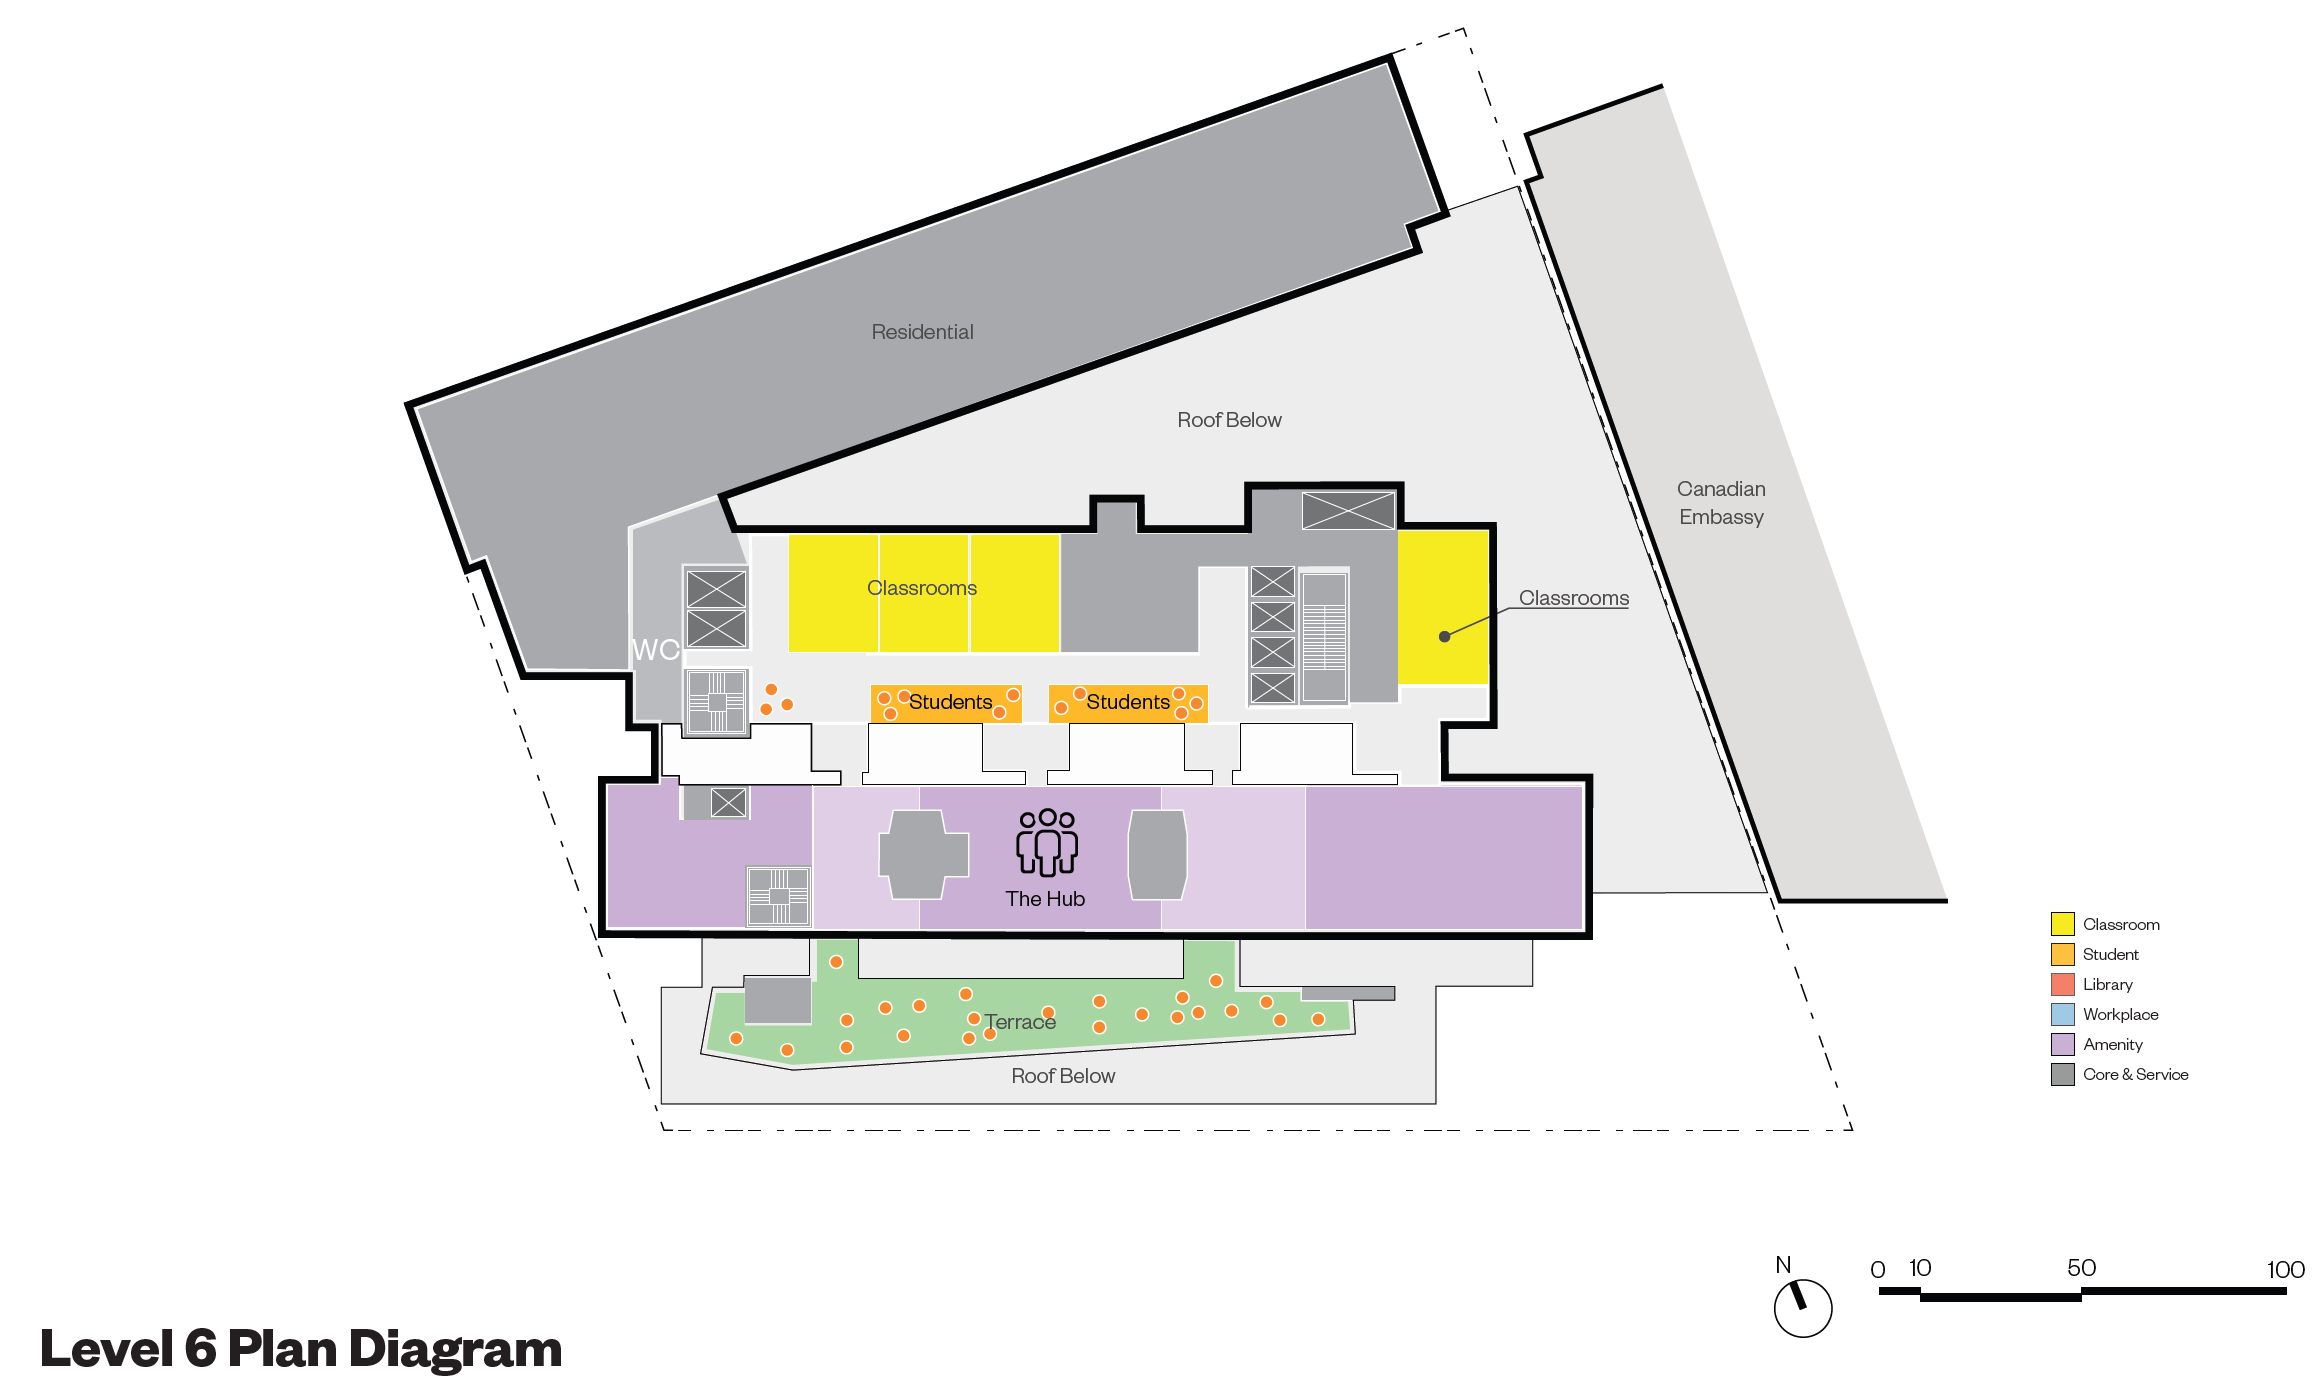 Residential
Roof Below
Canadian
Embassy
Classrooms
Classrooms
WC
Students
Students
The Hub
Classroom
Student
Library
Workplace
Amenity
Core & Service
Terrace
Roof Below
N
0 10 50 100
Level 6 Plan Diagram